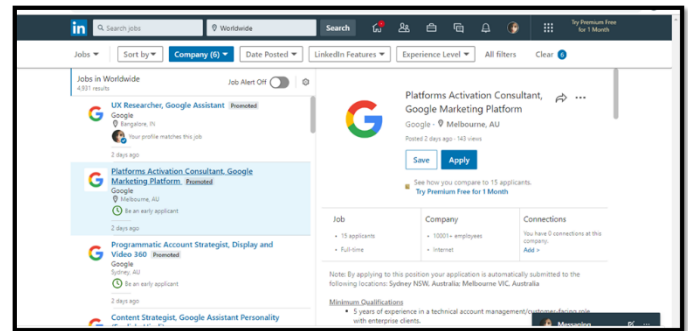 in
Search jobs
Worldwide
Search
Try Premium Free
for 1 Month
Jobs
Sort by
Company (6)
Date Posted
LinkedIn Features
Experience Level
All filters
Clear 6
Jobs in Worldwide
4,931 results
Job Alert Off
UX Researcher, Google Assistant Promoted
Google
Bangalore, IN
Your profile matches this job
2 days ago
Platforms Activation Consultant, Google
Marketing Platform Promoted
Google
Melbourne, AU
Be an early applicant
2 days ago
Programmatic Account Strategist, Display and
Video 360 Promoted
Google
Sydney, AU
Be an early applicant
2 days ago
Content Strategist, Google Assistant Personality
Platforms Activation Consultant,
Google Marketing Platform
Google · Melbourne, AU
Posted 2 days ago · 143 views
Save
Apply
See how you compare to 15 applicants.
Try Premium Free for 1 Month
Job
15 applicants
Full-time
Company
10001+ employees
Internet
Connections
You have 0 connections at this
company.
Add >
Note: By applying to this position your application is automatically submitted to the
following locations: Sydney NSW, Australia; Melbourne VIC, Australia
Minimum Qualifications
5 years of experience in a technical account management/customer-facing role
with enterprise clients.